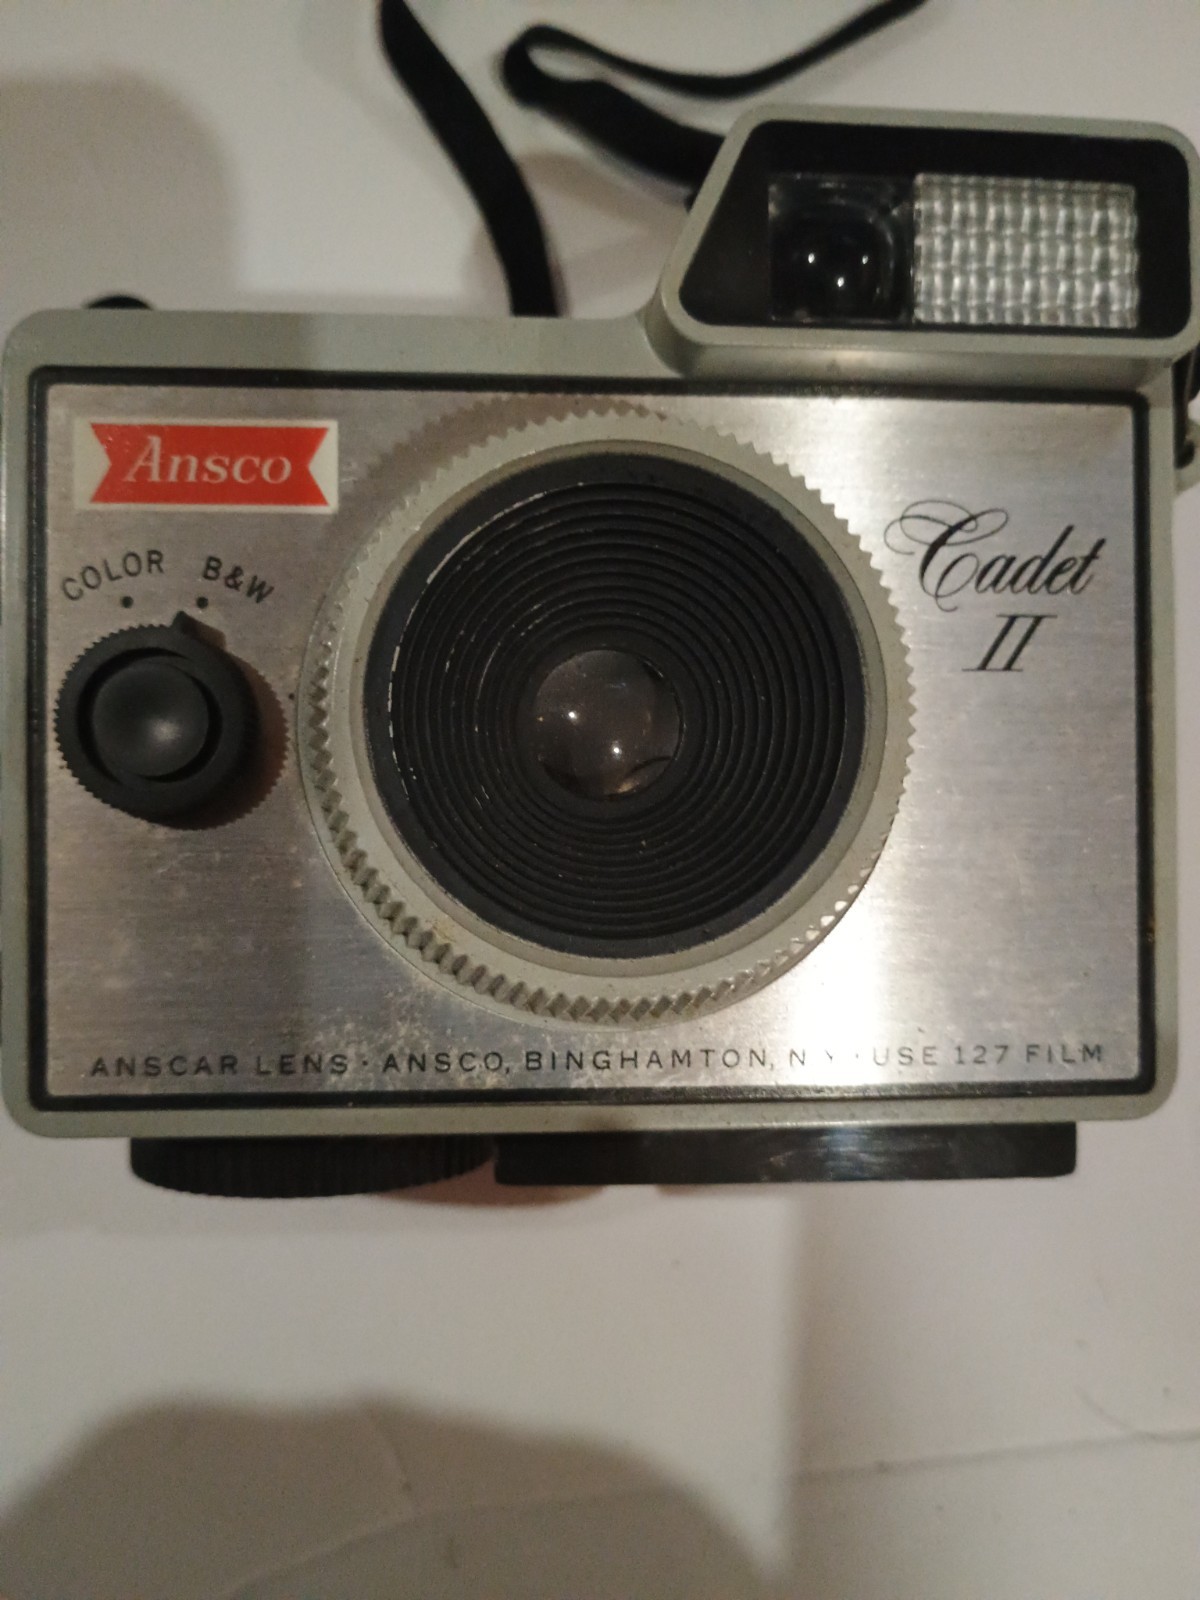 Ansco
COLOR B&W
Cadet
II
ANSCAR LENS · ANSCO, BINGHAMTON, N Y · USE 127 FILM